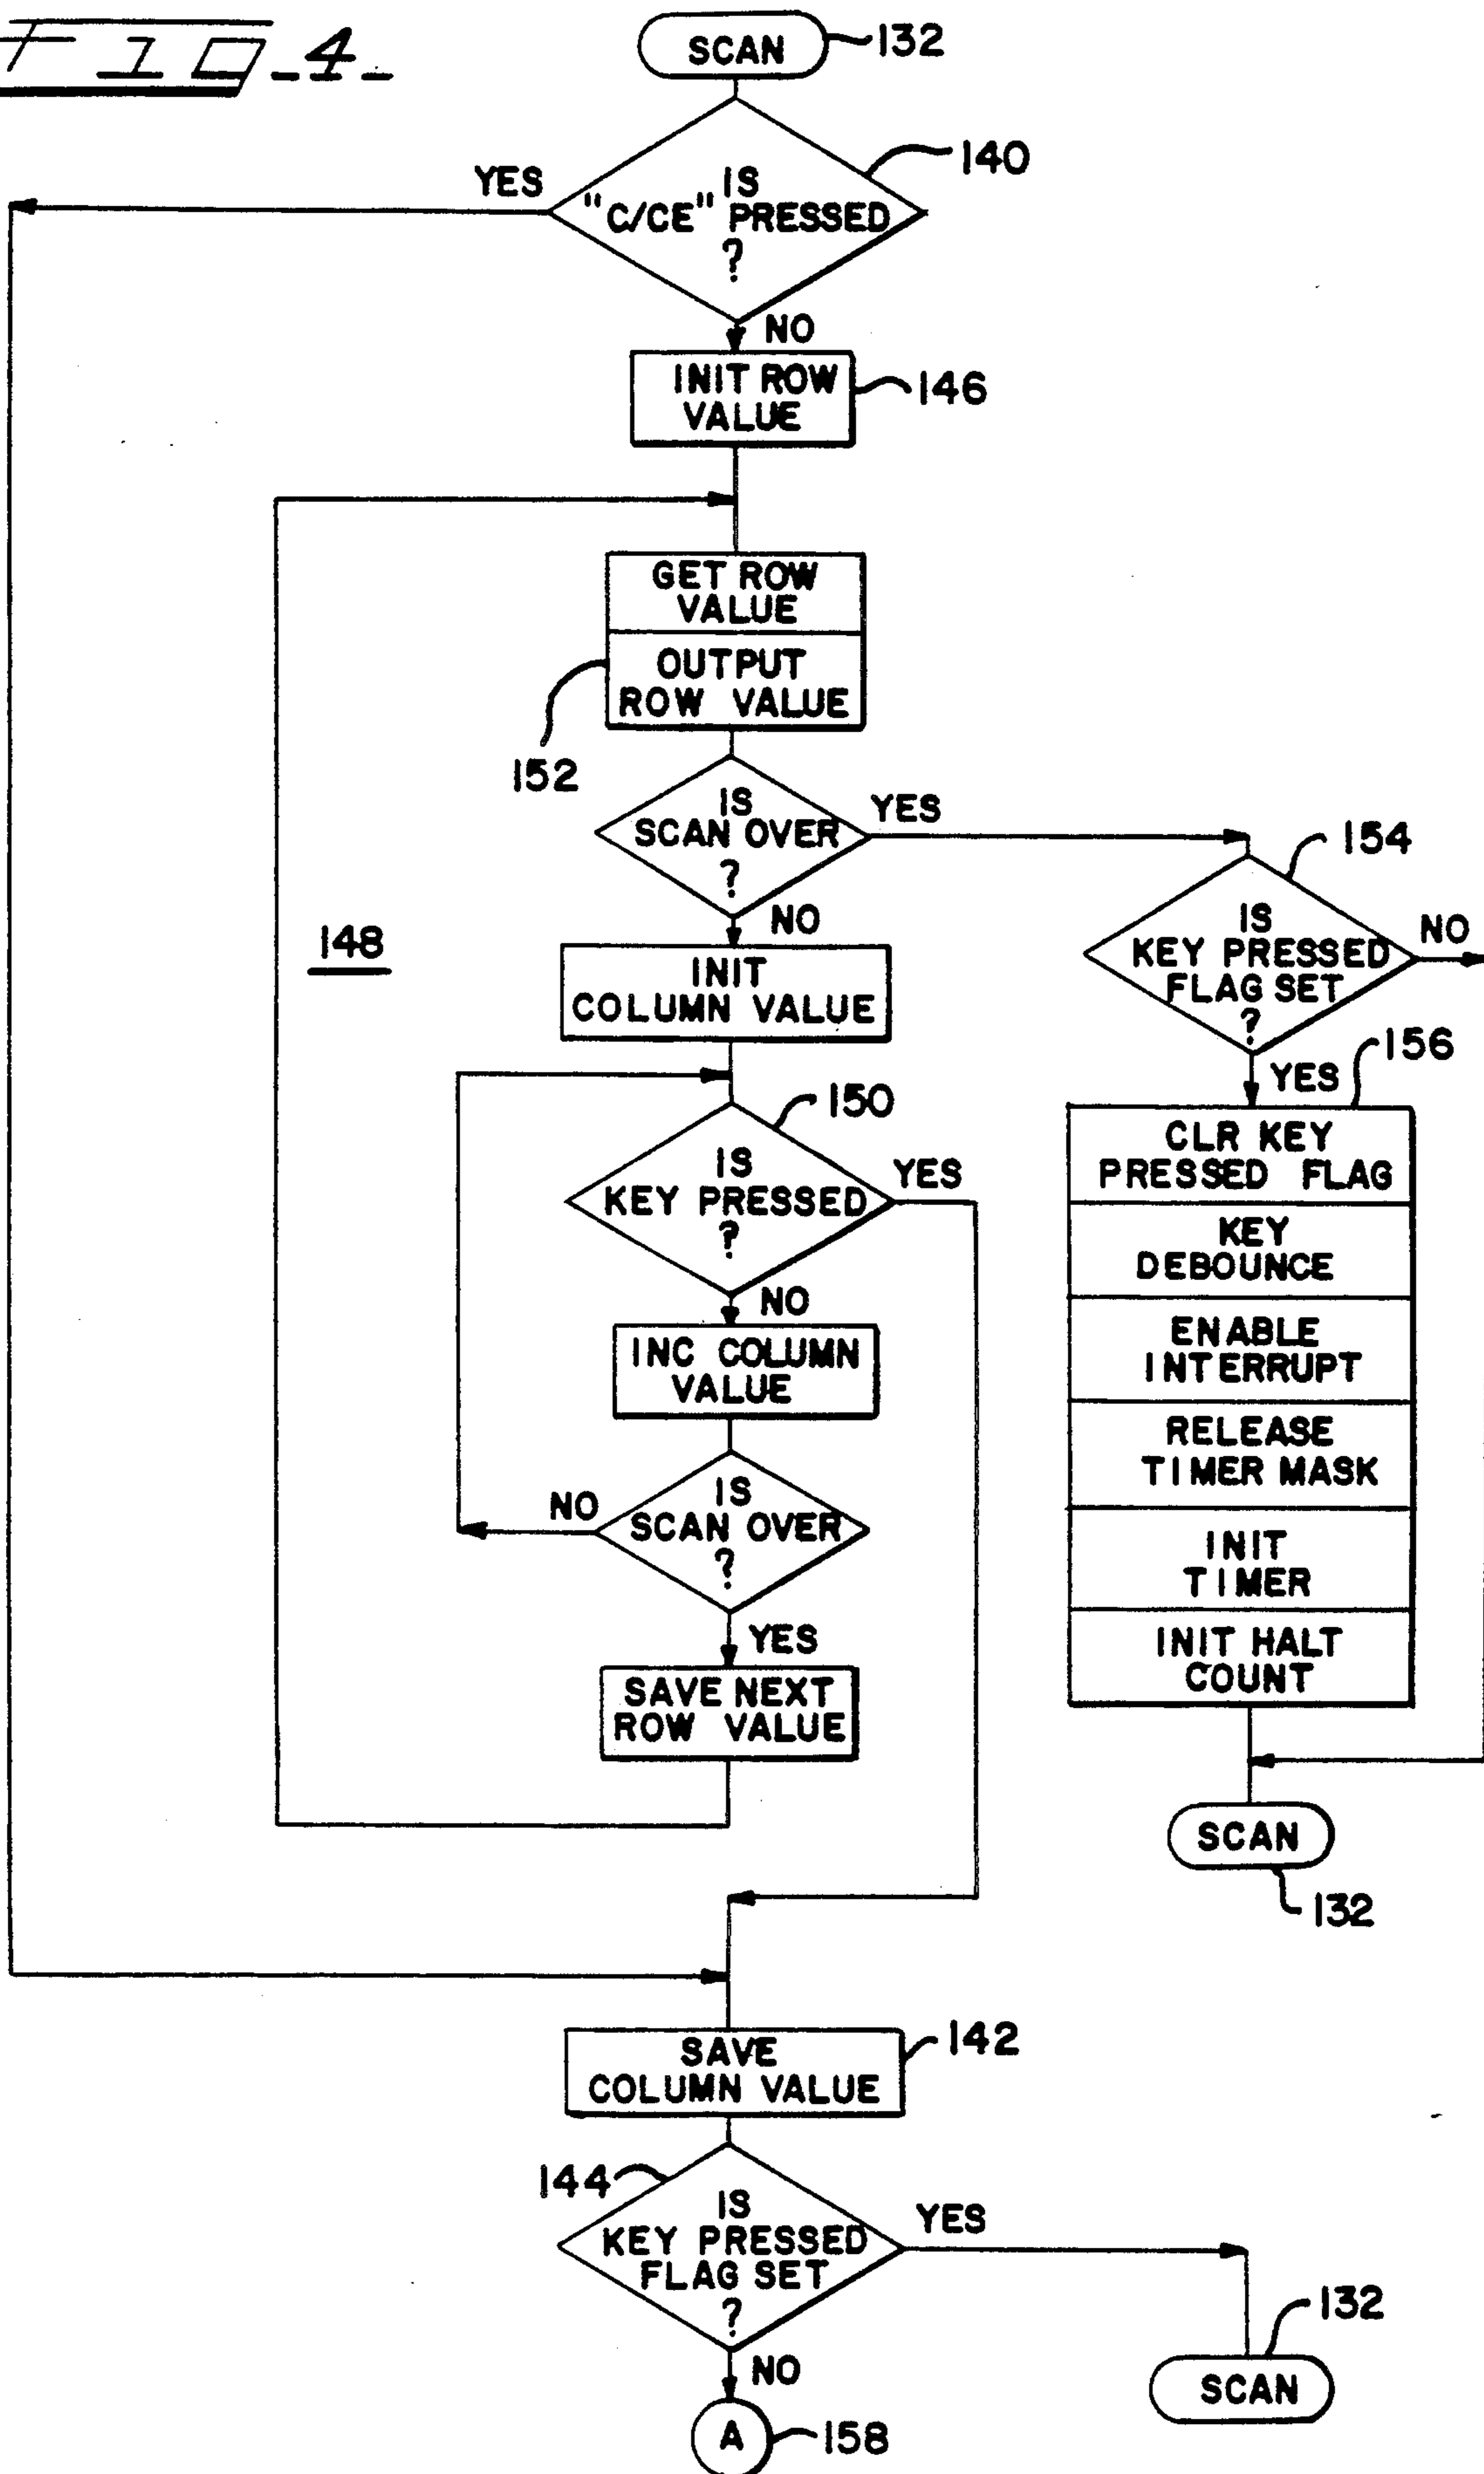 FIG-4-
SCAN
132
IS
"C/CE" PRESSED
?
140
YES
NO
INIT ROW
VALUE
146
GET ROW
VALUE
OUTPUT
ROW VALUE
152
IS
SCAN OVER
?
YES
NO
148
INIT
COLUMN VALUE
IS
KEY PRESSED
?
150
YES
NO
INC COLUMN
VALUE
IS
SCAN OVER
?
NO
YES
SAVE NEXT
ROW VALUE
IS
KEY PRESSED
FLAG SET
?
154
NO
YES
156
CLR KEY
PRESSED FLAG
KEY
DEBOUNCE
ENABLE
INTERRUPT
RELEASE
TIMER MASK
INIT
TIMER
INIT HALT
COUNT
SCAN
132
SAVE
COLUMN VALUE
142
144
IS
KEY PRESSED
FLAG SET
?
YES
SCAN
132
NO
A
158